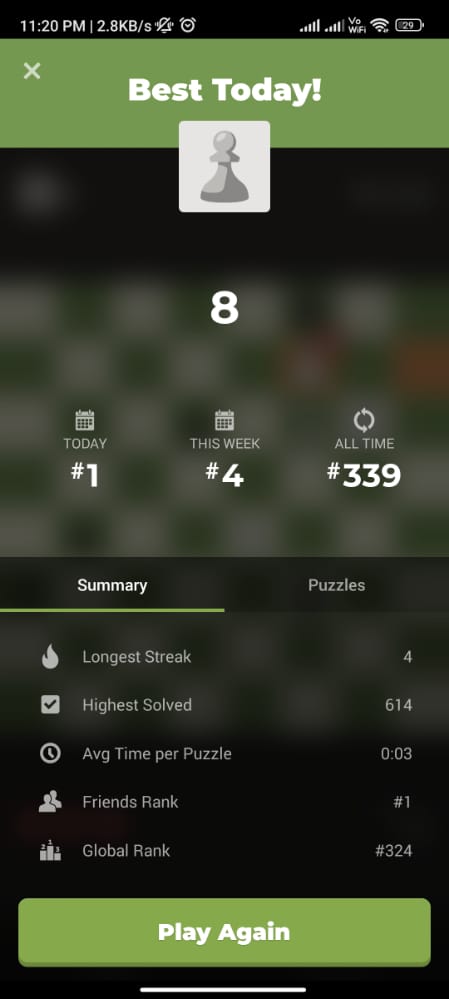 11:20 PM | 2.8KB/s
Vo
WiFi
29
Best Today!
8
TODAY
THIS WEEK
ALL TIME
#1
#4
#339
Summary
Puzzles
Longest Streak 4
Highest Solved 614
Avg Time per Puzzle 0:03
Friends Rank #1
Global Rank #324
Play Again